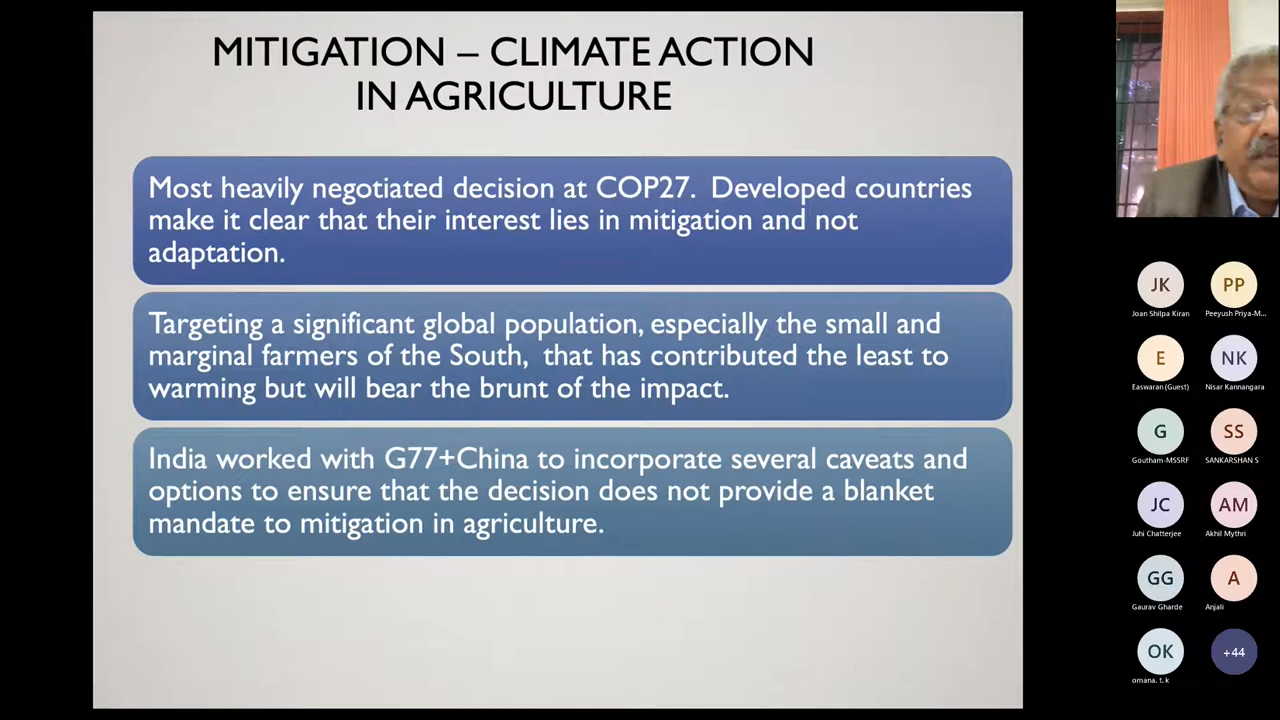 MITIGATION – CLIMATE ACTION
IN AGRICULTURE
Most heavily negotiated decision at COP27. Developed countries
make it clear that their interest lies in mitigation and not
adaptation.
Targeting a significant global population, especially the small and
marginal farmers of the South, that has contributed the least to
warming but will bear the brunt of the impact.
India worked with G77+China to incorporate several caveats and
options to ensure that the decision does not provide a blanket
mandate to mitigation in agriculture.
JK
PP
Joan Shilpa Kiran
Peeyush Priya-M...
E
NK
Easwaran (Guest)
Nisar Kannangara
G
SS
Goutham-MSSRF
SANKARSHAN S
JC
AM
Juhi Chatterjee
Akhil Mythri
GG
A
Gaurav Gharde
Anjali
OK
+44
omana. t. k